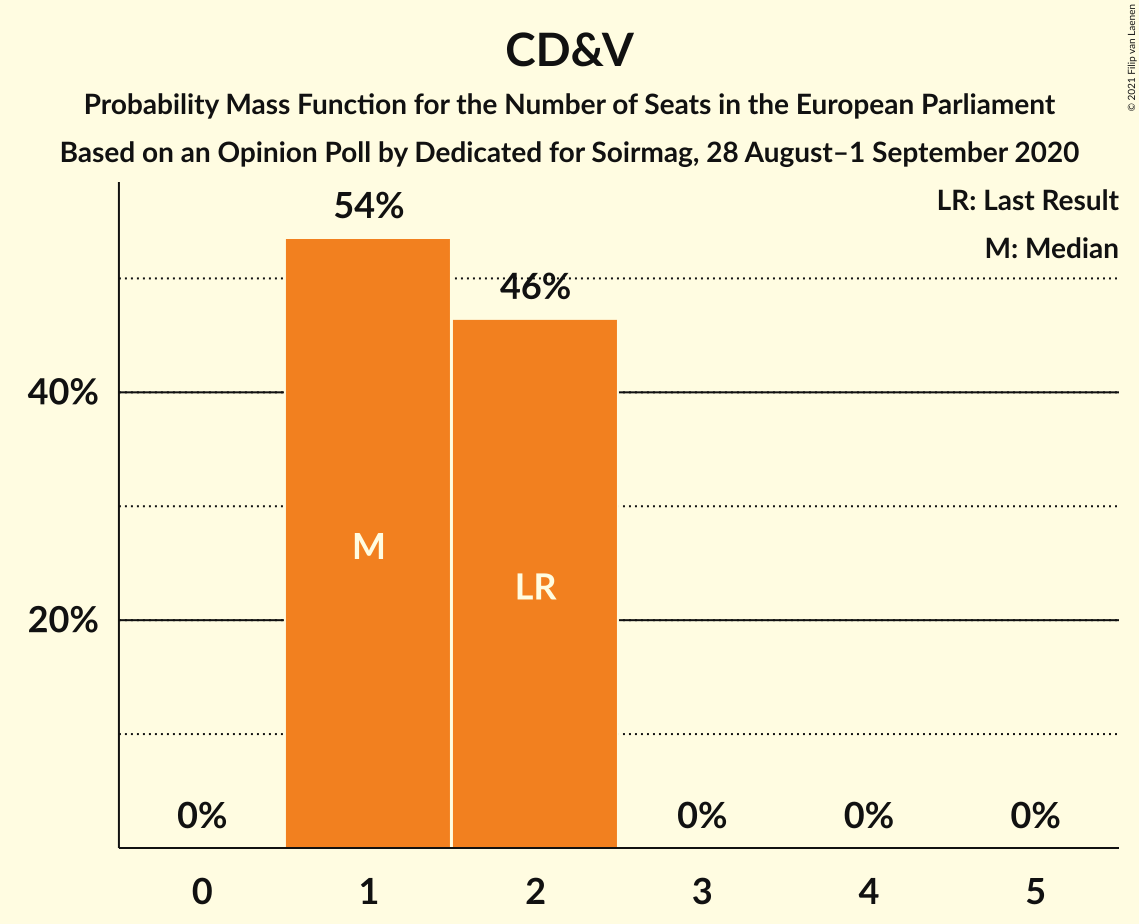 CD&V
Probability Mass Function for the Number of Seats in the European Parliament
Based on an Opinion Poll by Dedicated for Soirmag, 28 August–1 September 2020
© 2021 Filip van Laenen
LR: Last Result
M: Median
54%
46%
40%
M
LR
20%
0%
0%
0%
0%
0
1
2
3
4
5